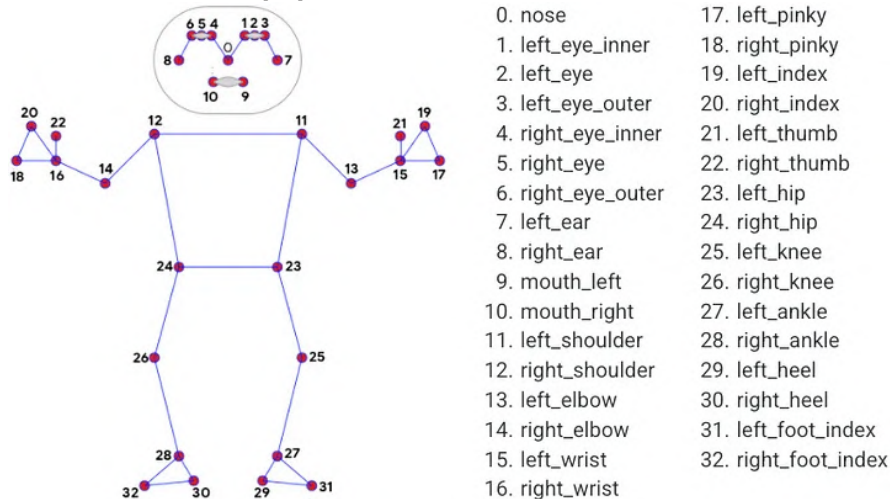 6 5 4 1 2 3
0
8 7
10 9
20 22 12 11 21 19
18 16 14 13 15 17
24 23
26 25
28 27
32 30 29 31
0. nose
1. left_eye_inner
2. left_eye
3. left_eye_outer
4. right_eye_inner
5. right_eye
6. right_eye_outer
7. left_ear
8. right_ear
9. mouth_left
10. mouth_right
11. left_shoulder
12. right_shoulder
13. left_elbow
14. right_elbow
15. left_wrist
16. right_wrist
17. left_pinky
18. right_pinky
19. left_index
20. right_index
21. left_thumb
22. right_thumb
23. left_hip
24. right_hip
25. left_knee
26. right_knee
27. left_ankle
28. right_ankle
29. left_heel
30. right_heel
31. left_foot_index
32. right_foot_index